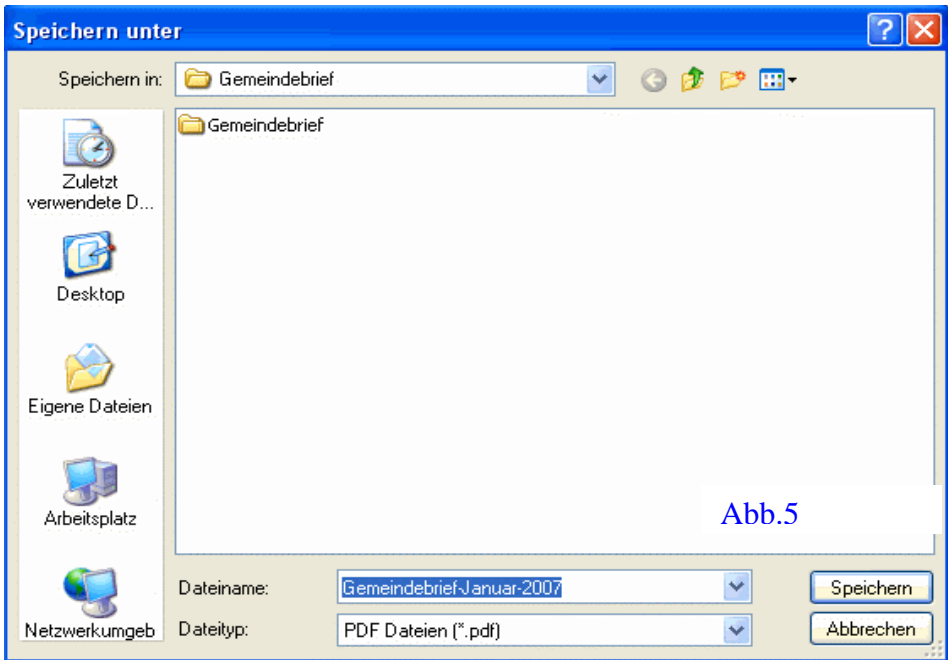 Speichern unter
Speichern in:
Gemeindebrief
Gemeindebrief
Zuletzt
verwendete D...
Desktop
Eigene Dateien
Arbeitsplatz
Netzwerkumgeb
Abb.5
Dateiname:
Gemeindebrief-Januar-2007
Speichern
Dateityp:
PDF Dateien (*.pdf)
Abbrechen